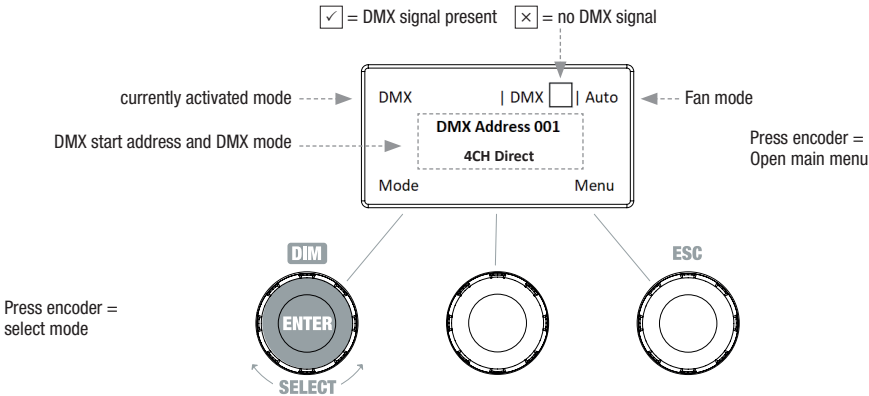 ✓ = DMX signal present × = no DMX signal
currently activated mode
DMX | DMX | Auto
Fan mode
DMX start address and DMX mode
DMX Address 001
4CH Direct
Press encoder =
Open main menu
Mode Menu
DIM
ESC
Press encoder =
select mode
ENTER
SELECT